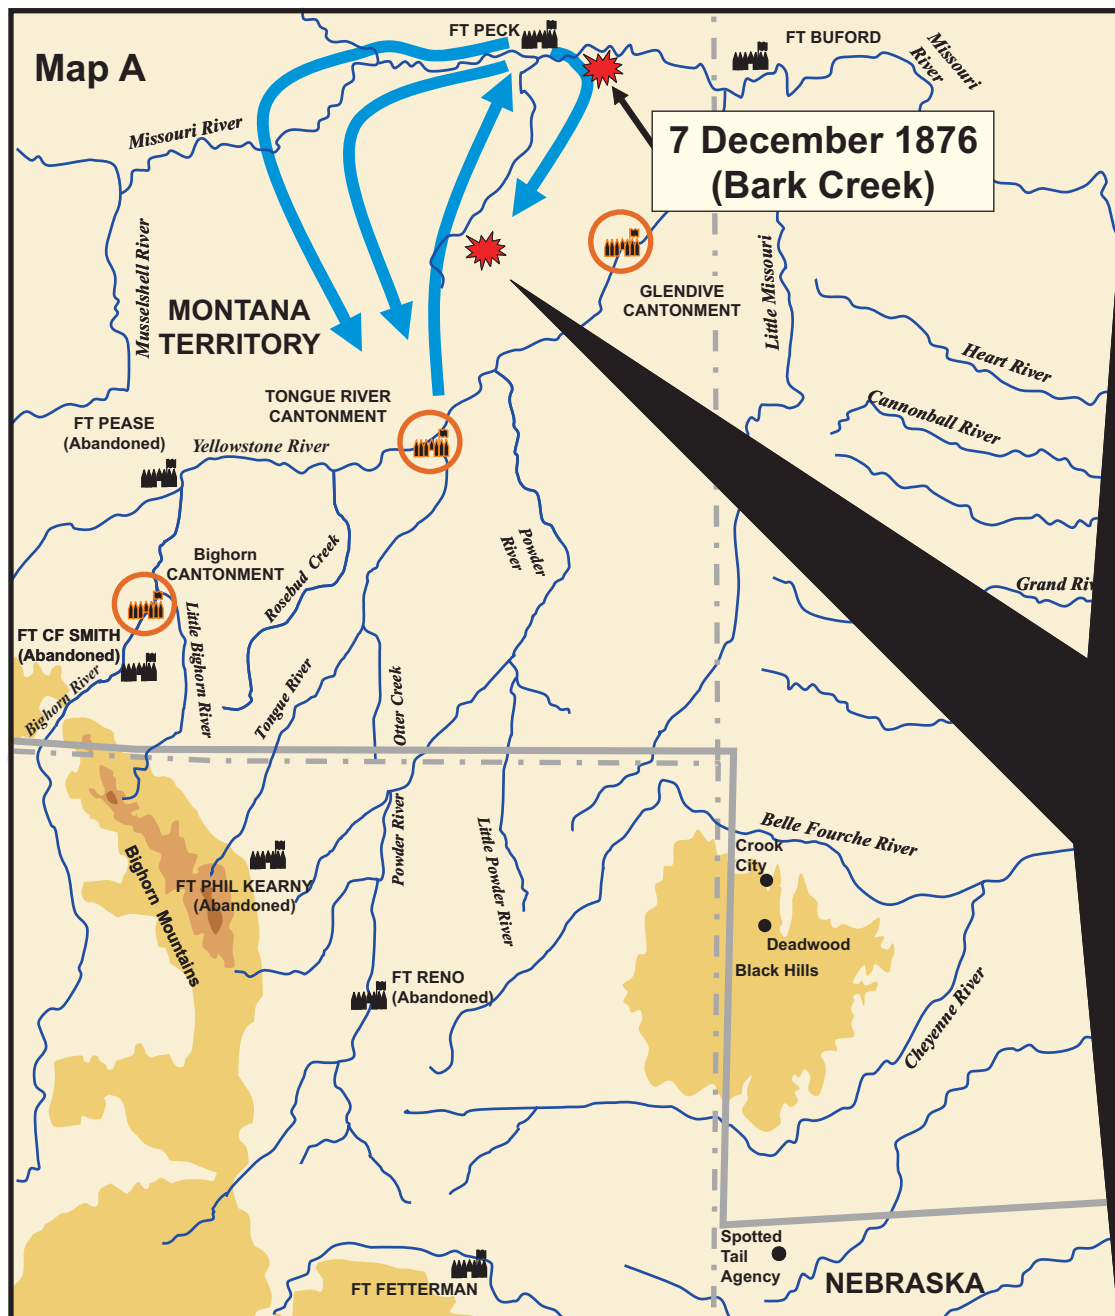 Map A
FT PECK
FT BUFORD
Missouri
River
Missouri River
7 December 1876
(Bark Creek)
Musselshell River
MONTANA
TERRITORY
GLENDIVE
CANTONMENT
Little Missouri
Heart River
Cannonball River
TONGUE RIVER
CANTONMENT
FT PEASE
(Abandoned)
Yellowstone River
Powder
River
Bighorn
CANTONMENT
Rosebud Creek
Grand Riv
FT CF SMITH
(Abandoned)
Little Bighorn River
Bighorn River
Tongue River
Otter Creek
Powder River
Little Powder River
Belle Fourche River
Crook
City
Bighorn Mountains
FT PHIL KEARNY
(Abandoned)
Deadwood
Black Hills
FT RENO
(Abandoned)
Cheyenne River
Spotted
Tail
Agency
NEBRASKA
FT FETTERMAN